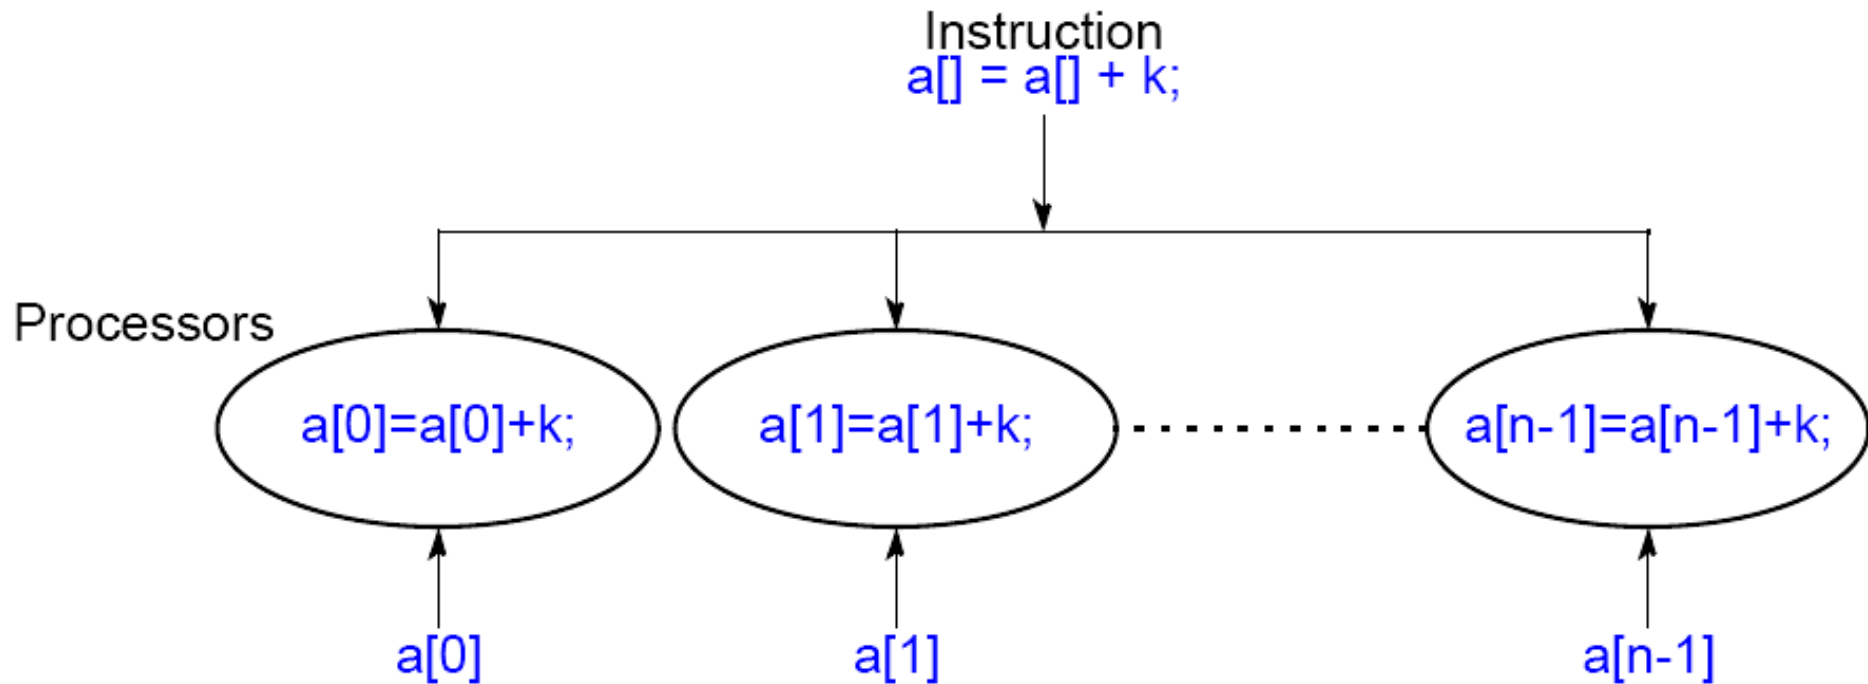 Instruction
a[] = a[] + k;
Processors
a[0]=a[0]+k;
a[1]=a[1]+k;
a[n-1]=a[n-1]+k;
a[0]
a[1]
a[n-1]